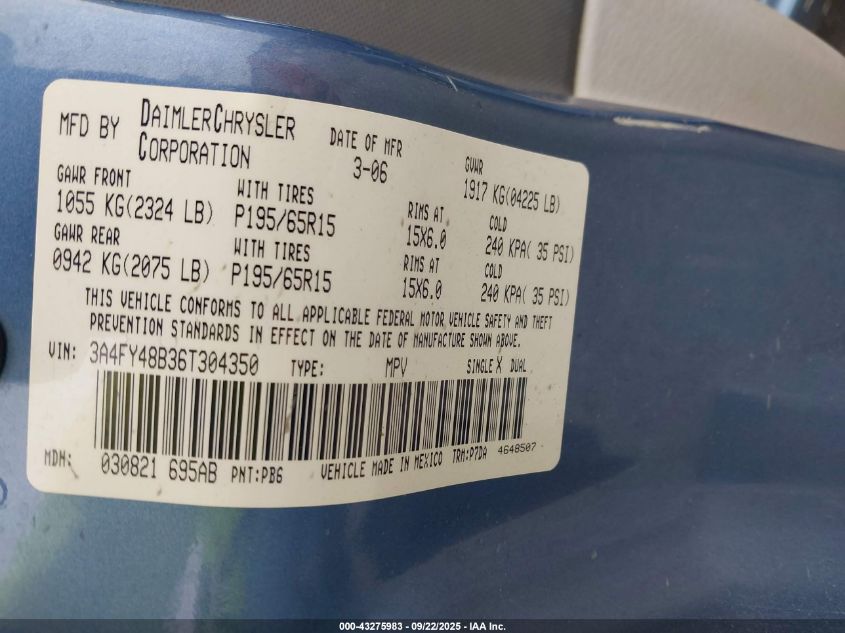 MFD BY DAIMLERCHRYSLER CORPORATION DATE OF MFR 3-06 GVWR 1917 KG(04225 LB)
GAWR FRONT WITH TIRES RIMS AT COLD
1055 KG(2324 LB) P195/65R15 15X6.0 240 KPA( 35 PSI)
GAWR REAR WITH TIRES RIMS AT COLD
0942 KG(2075 LB) P195/65R15 15X6.0 240 KPA( 35 PSI)
THIS VEHICLE CONFORMS TO ALL APPLICABLE FEDERAL MOTOR VEHICLE SAFETY AND THEFT
PREVENTION STANDARDS IN EFFECT ON THE DATE OF MANUFACTURE SHOWN ABOVE.
VIN: 3A4FY48B36T304350 TYPE: MPV SINGLE X DUAL
MDH: 030821 695AB PNT:PB6 VEHICLE MADE IN MEXICO TRM:P7DA 4648507
000-43275983 - 09/22/2025 - IAA Inc.